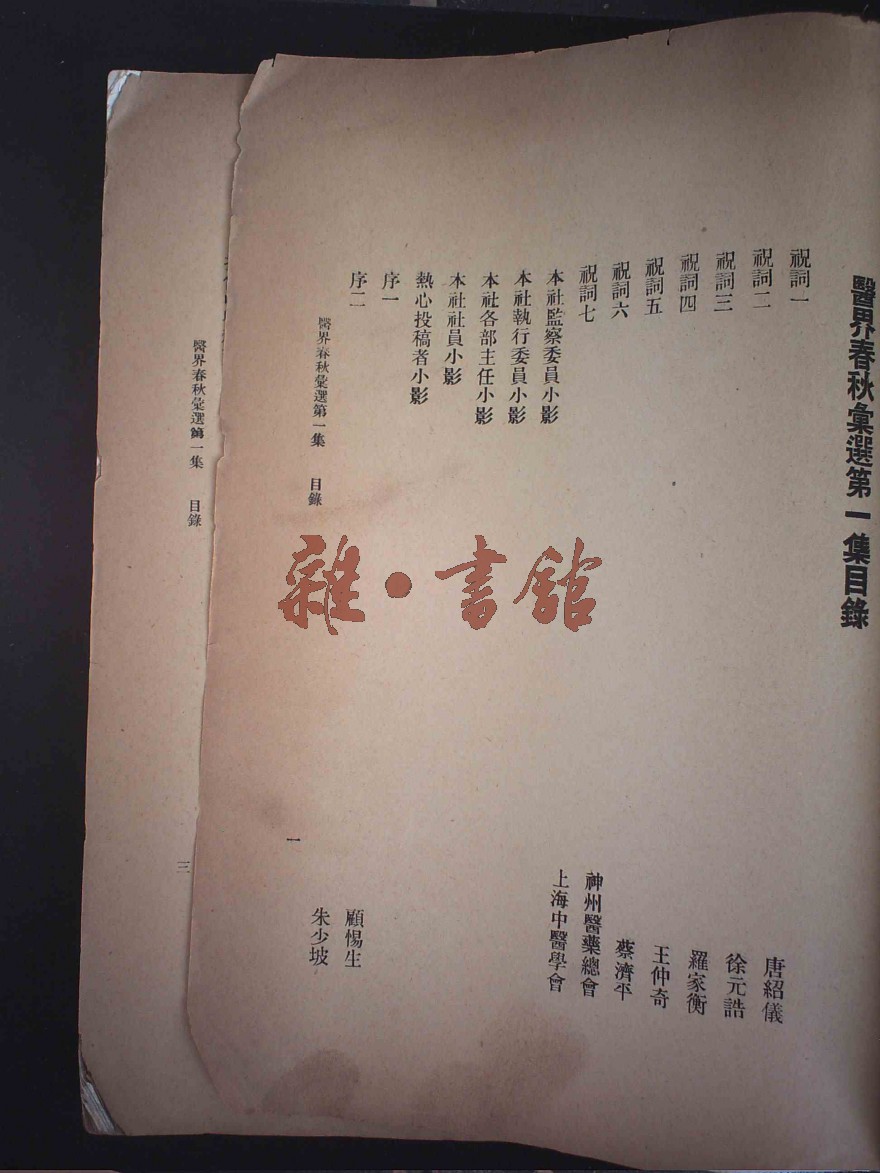 醫界春秋彙選第一集目錄
祝詞一 唐紹儀
祝詞二 徐元誥
祝詞三 羅家衡
祝詞四 王仲奇
祝詞五 蔡濟平
祝詞六 神州醫藥總會
祝詞七 上海中醫學會
本社監察委員小影
本社執行委員小影
本社各部主任小影
本社社員小影
熱心投稿者小影
序一 顧惕生
序二 朱少坡
醫界春秋彙選第一集 目錄 一
醫界春秋彙選第一集 目錄 三
雜·書館